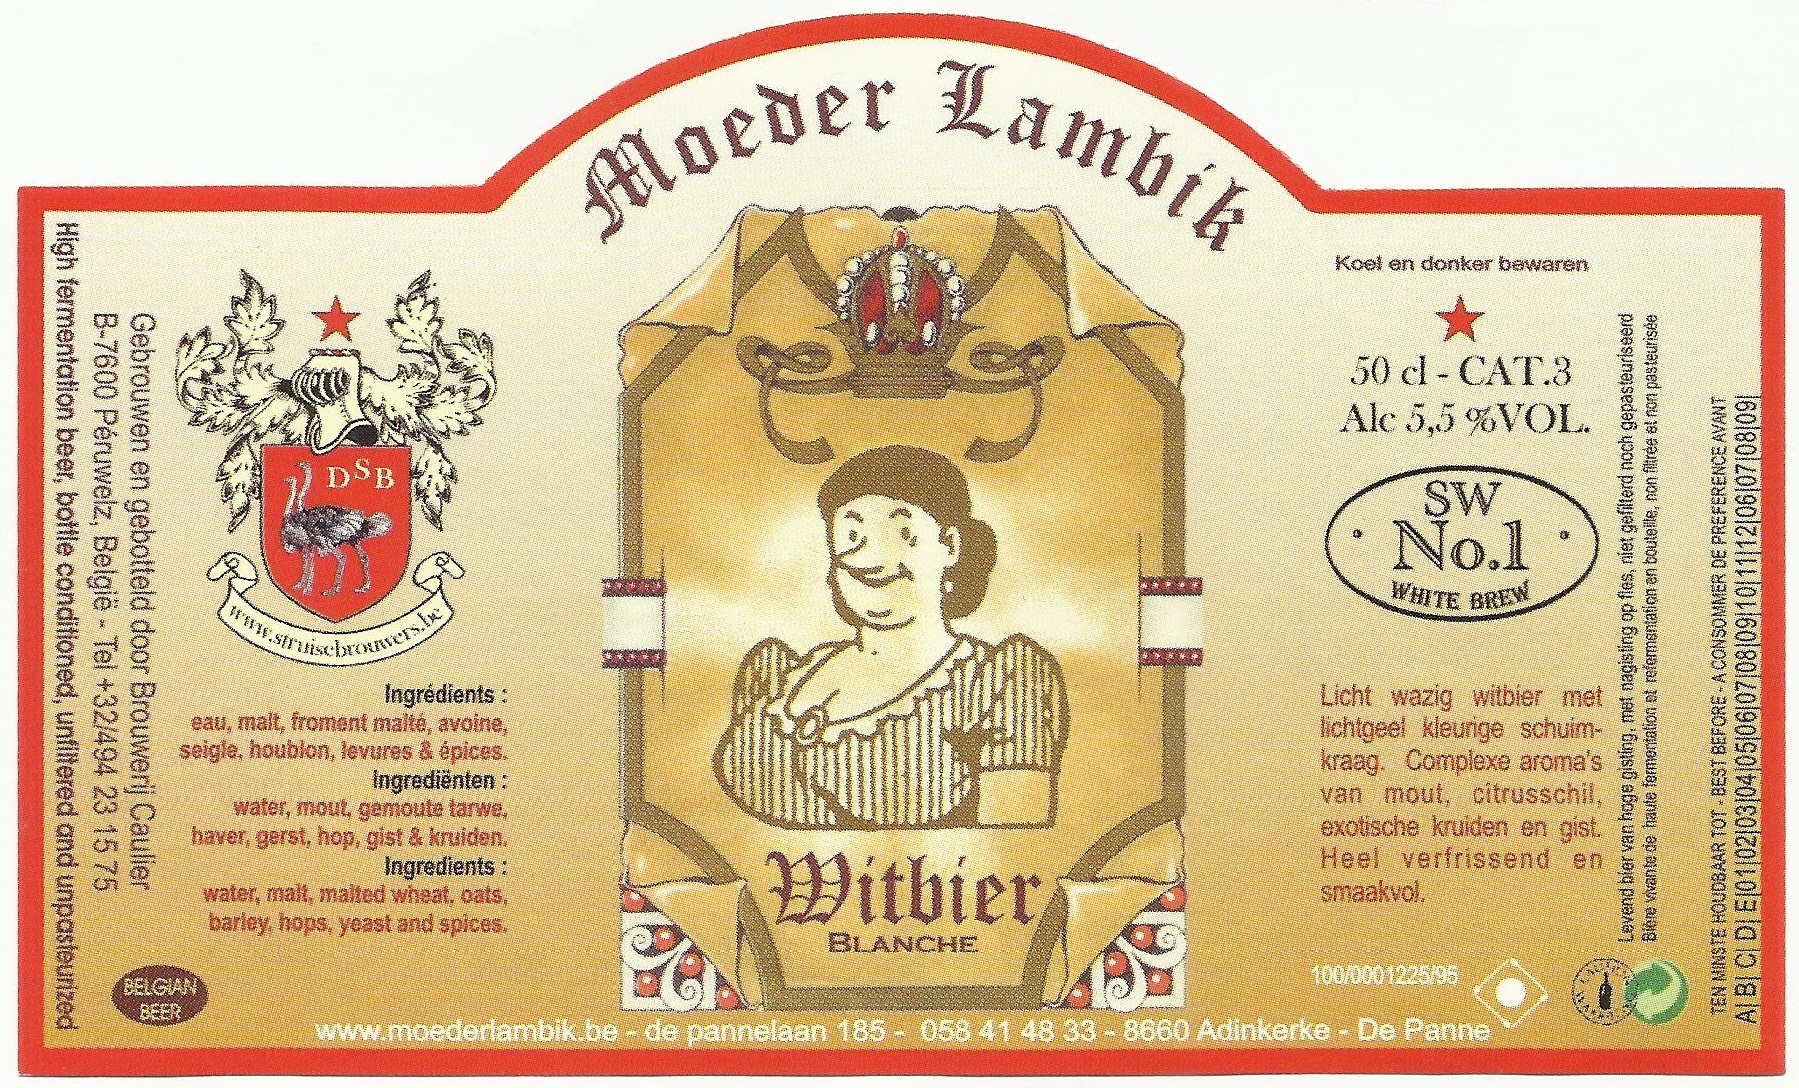 Moeder Lambik
High fermentation beer, bottle conditioned, unfiltered and unpasteurized
B-7600 Péruwelz, België - Tel +32/494 23 15 75
Gebrouwen en gebotteld door Brouwerij Caulier
DSB
www.struisebrouwers.be
Ingrédients :
eau, malt, froment malté, avoine,
seigle, houblon, levures & épices.
Ingrediënten :
water, mout, gemoute tarwe,
haver, gerst, hop, gist & kruiden.
Ingredients :
water, malt, malted wheat, oats,
barley, hops, yeast and spices.
BELGIAN
BEER
Witbier
BLANCHE
Koel en donker bewaren
50 cl - CAT.3
Alc 5,5 %VOL.
SW
No.1
WHITE BREW
Licht wazig witbier met
lichtgeel kleurige schuim-
kraag. Complexe aroma's
van mout, citrusschil,
exotische kruiden en gist.
Heel verfrissend en
smaakvol.
Levend bier van hoge gisting, met nagisting op fles, niet gefilterd noch gepasteuriseerd
Bière vivante de haute fermentation et refermentation en bouteille, non filtrée et non pasteurisée
TEN MINSTE HOUDBAAR TOT - BEST BEFORE - A CONSOMMER DE PREFERENCE AVANT
A| B| C| D| E|01|02|03|04|05|06|07|08|09|10|11|12|06|07|08|09|
100/0001225/95
www.moederlambik.be - de pannelaan 185 - 058 41 48 33 - 8660 Adinkerke - De Panne